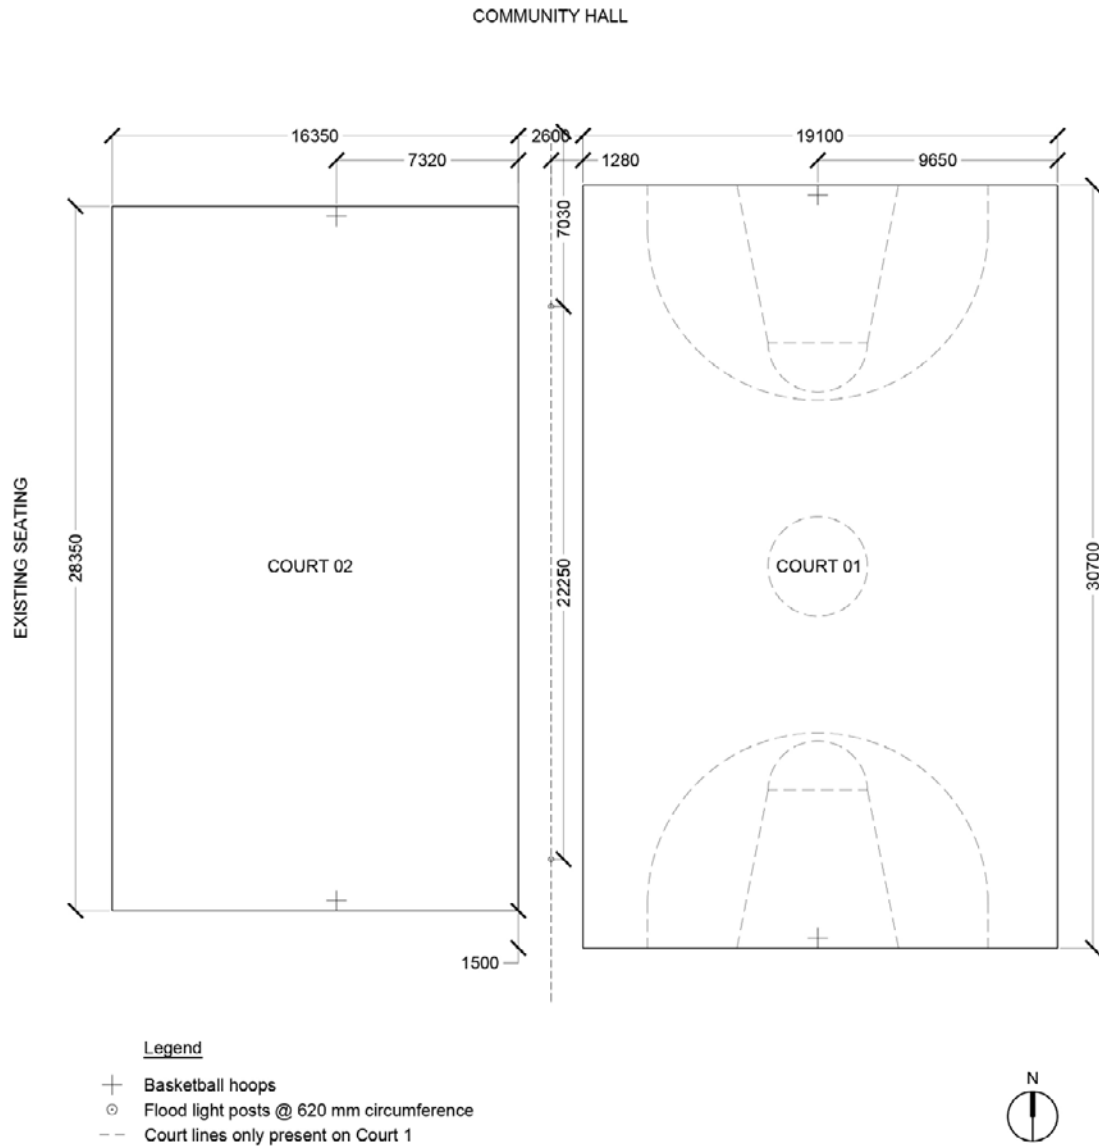 COMMUNITY HALL
16350
2600
19100
7320
1280
9650
7030
EXISTING SEATING
28350
COURT 02
22250
COURT 01
30700
1500
Legend
Basketball hoops
Flood light posts @ 620 mm circumference
Court lines only present on Court 1
N